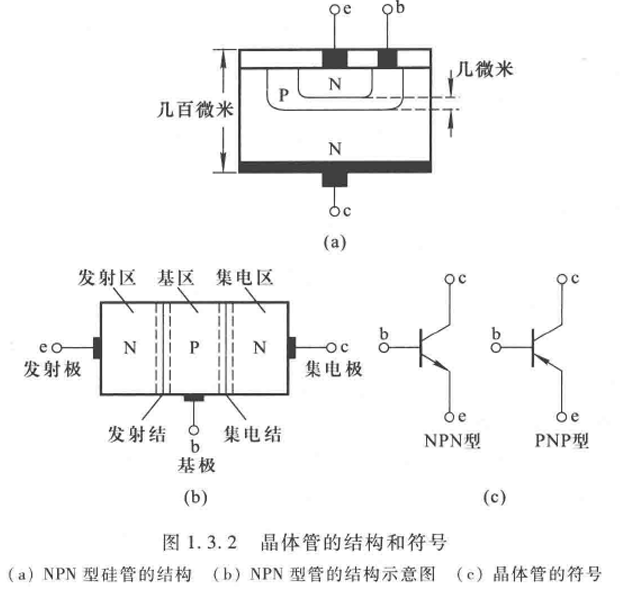 e b
N
P
几微米
几百微米
N
c
(a)
发射区 基区 集电区
N P N
e 发射极
c 集电极
发射结 集电结
b
基极
(b)
c c
b b
e e
NPN型 PNP型
(c)
图 1.3.2 晶体管的结构和符号
(a) NPN 型硅管的结构 (b) NPN 型管的结构示意图 (c) 晶体管的符号